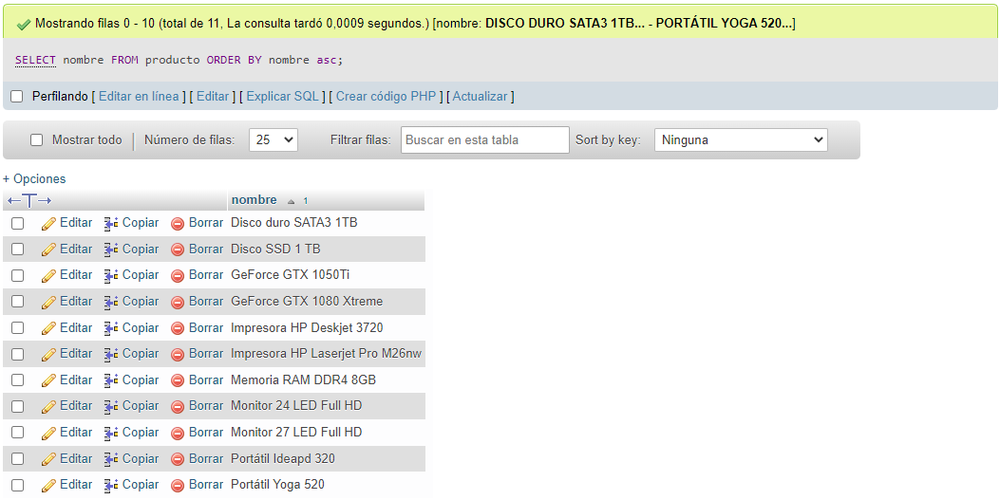 Mostrando filas 0 - 10 (total de 11, La consulta tardó 0,0009 segundos.) [nombre: DISCO DURO SATA3 1TB... - PORTÁTIL YOGA 520...]
SELECT nombre FROM producto ORDER BY nombre asc;
Perfilando [ Editar en línea ] [ Editar ] [ Explicar SQL ] [ Crear código PHP ] [ Actualizar ]
Mostrar todo | Número de filas: 25 Filtrar filas: Buscar en esta tabla Sort by key: Ninguna
+ Opciones
←T→ nombre 1
Editar Copiar Borrar Disco duro SATA3 1TB
Editar Copiar Borrar Disco SSD 1 TB
Editar Copiar Borrar GeForce GTX 1050Ti
Editar Copiar Borrar GeForce GTX 1080 Xtreme
Editar Copiar Borrar Impresora HP Deskjet 3720
Editar Copiar Borrar Impresora HP Laserjet Pro M26nw
Editar Copiar Borrar Memoria RAM DDR4 8GB
Editar Copiar Borrar Monitor 24 LED Full HD
Editar Copiar Borrar Monitor 27 LED Full HD
Editar Copiar Borrar Portátil Ideapd 320
Editar Copiar Borrar Portátil Yoga 520